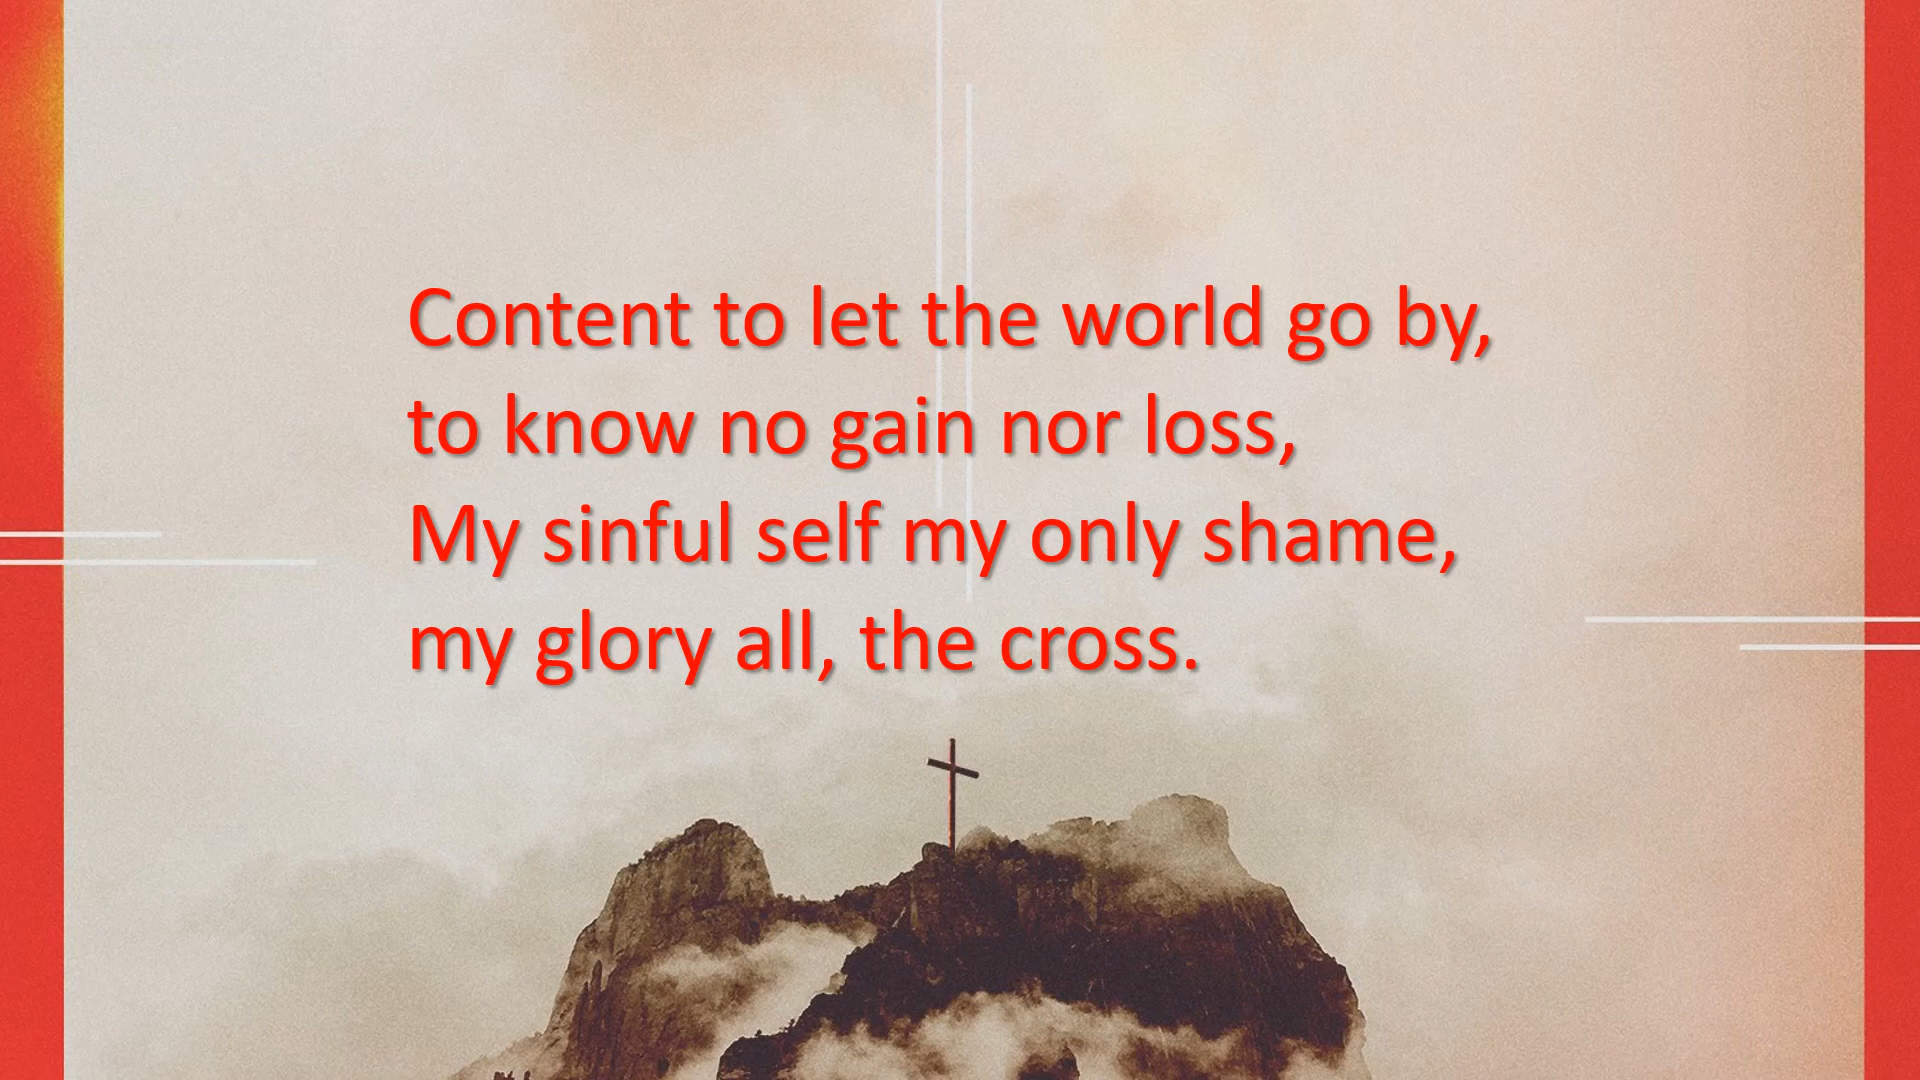 Content to let the world go by,
to know no gain nor loss,
My sinful self my only shame,
my glory all, the cross.